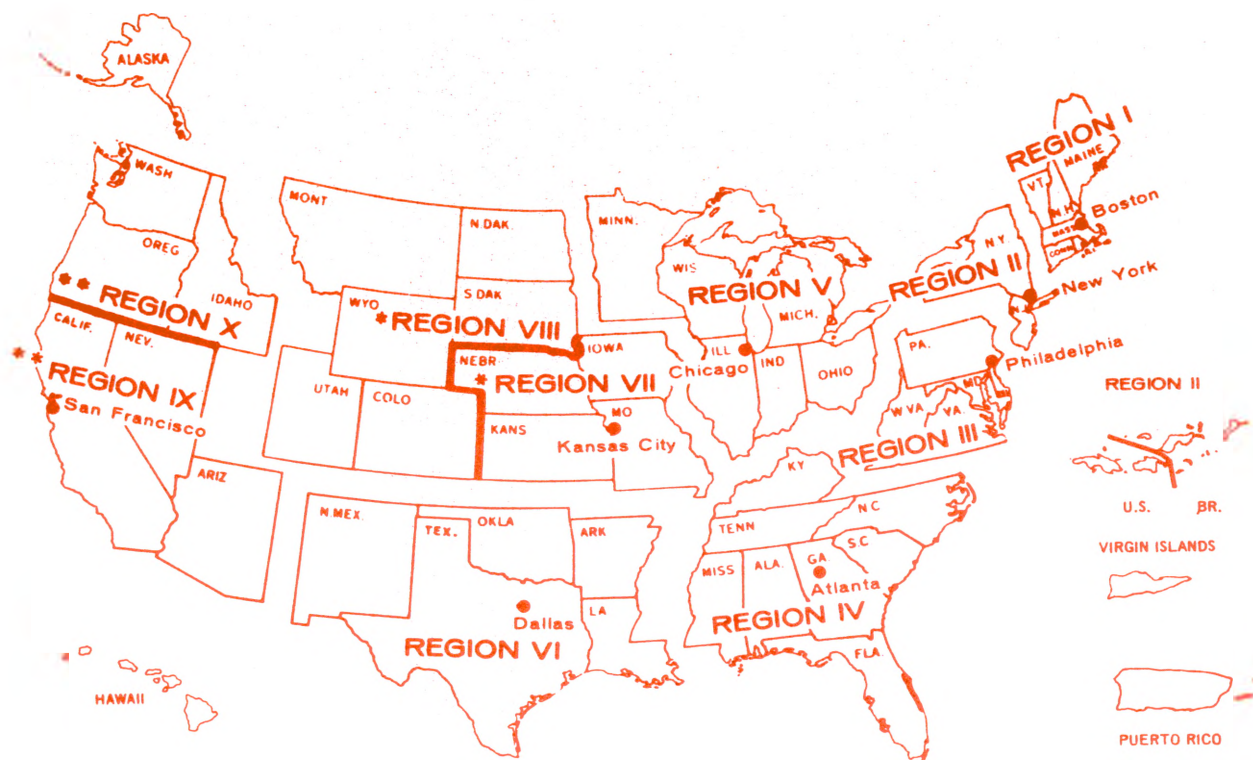 ALASKA
REGION I
MAINE
VT.
N.H.
Boston
MASS
CONN.
WASH
MONT
N.DAK.
MINN.
OREG
N.Y.
WIS
REGION II
New York
N.J.
** REGION X
IDAHO
WYO
S.DAK
*REGION VIII
REGION V
MICH.
CALIF.
NEV.
IOWA
ILL
Chicago
IND
OHIO
PA.
Philadelphia
MD.
** REGION IX
San Francisco
UTAH
COLO
NEBR
* REGION VII
KANS
MO
Kansas City
W.VA
VA.
REGION III
KY
REGION II
U.S. BR.
VIRGIN ISLANDS
ARIZ
N.MEX.
TEX.
OKLA
ARK
TENN
N C
S.C
MISS
ALA.
GA.
Atlanta
LA
Dallas
REGION VI
REGION IV
FLA.
HAWAII
PUERTO RICO